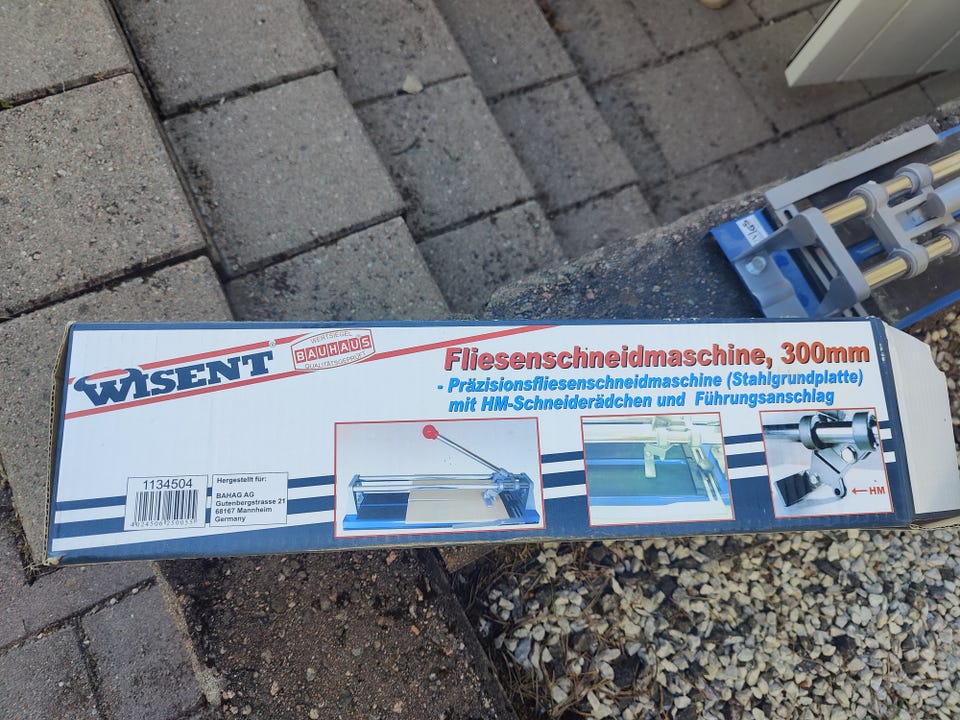 WISENT®
WERTSIEGEL
BAUHAUS
QUALITÄTSGEPRÜFT
Fliesenschneidmaschine, 300mm
- Präzisionsfliesenschneidmaschine (Stahlgrundplatte)
mit HM-Schneiderädchen und Führungsanschlag
1134504
Hergestellt für:
BAHAG AG
Gutenbergstrasse 21
68167 Mannheim
Germany
HM